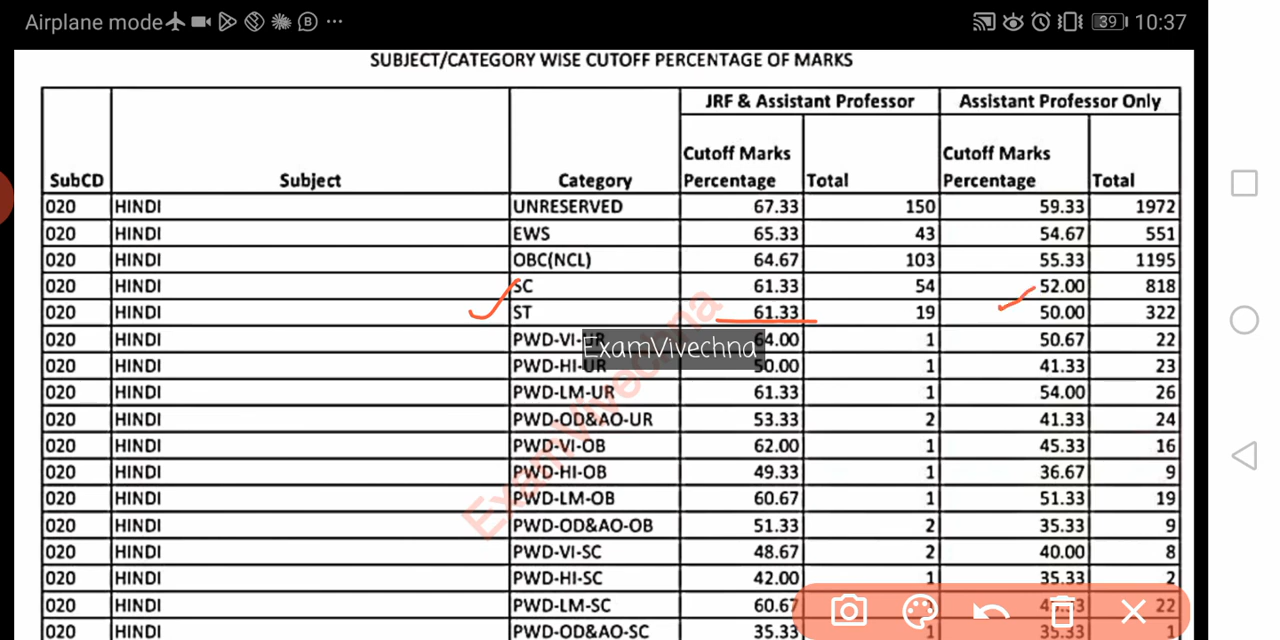 Airplane mode 39 10:37
SUBJECT/CATEGORY WISE CUTOFF PERCENTAGE OF MARKS
JRF & Assistant Professor Assistant Professor Only
SubCD Subject Category Cutoff Marks Percentage Total Cutoff Marks Percentage Total
020 HINDI UNRESERVED 67.33 150 59.33 1972
020 HINDI EWS 65.33 43 54.67 551
020 HINDI OBC(NCL) 64.67 103 55.33 1195
020 HINDI SC 61.33 54 52.00 818
020 HINDI ST 61.33 19 50.00 322
020 HINDI PWD-VI-UR 64.00 1 50.67 22
ExamVivechna
020 HINDI PWD-HI-UR 50.00 1 41.33 23
020 HINDI PWD-LM-UR 61.33 1 54.00 26
020 HINDI PWD-OD&AO-UR 53.33 2 41.33 24
020 HINDI PWD-VI-OB 62.00 1 45.33 16
020 HINDI PWD-HI-OB 49.33 1 36.67 9
020 HINDI PWD-LM-OB 60.67 1 51.33 19
020 HINDI PWD-OD&AO-OB 51.33 2 35.33 9
ExamVivechna
020 HINDI PWD-VI-SC 48.67 2 40.00 8
020 HINDI PWD-HI-SC 42.00 1 35.33 2
020 HINDI PWD-LM-SC 60.67 22
020 HINDI PWD-OD&AO-SC 35.33 1 35.33 1